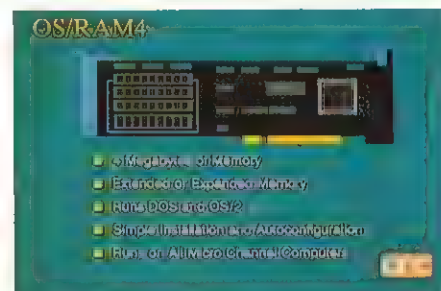 OS/RAM4
4 Megabytes of Memory
Extended or Expanded Memory
Runs DOS and OS/2
Simple Installation and Autoconfiguration
Runs on All Micro Channel Computers